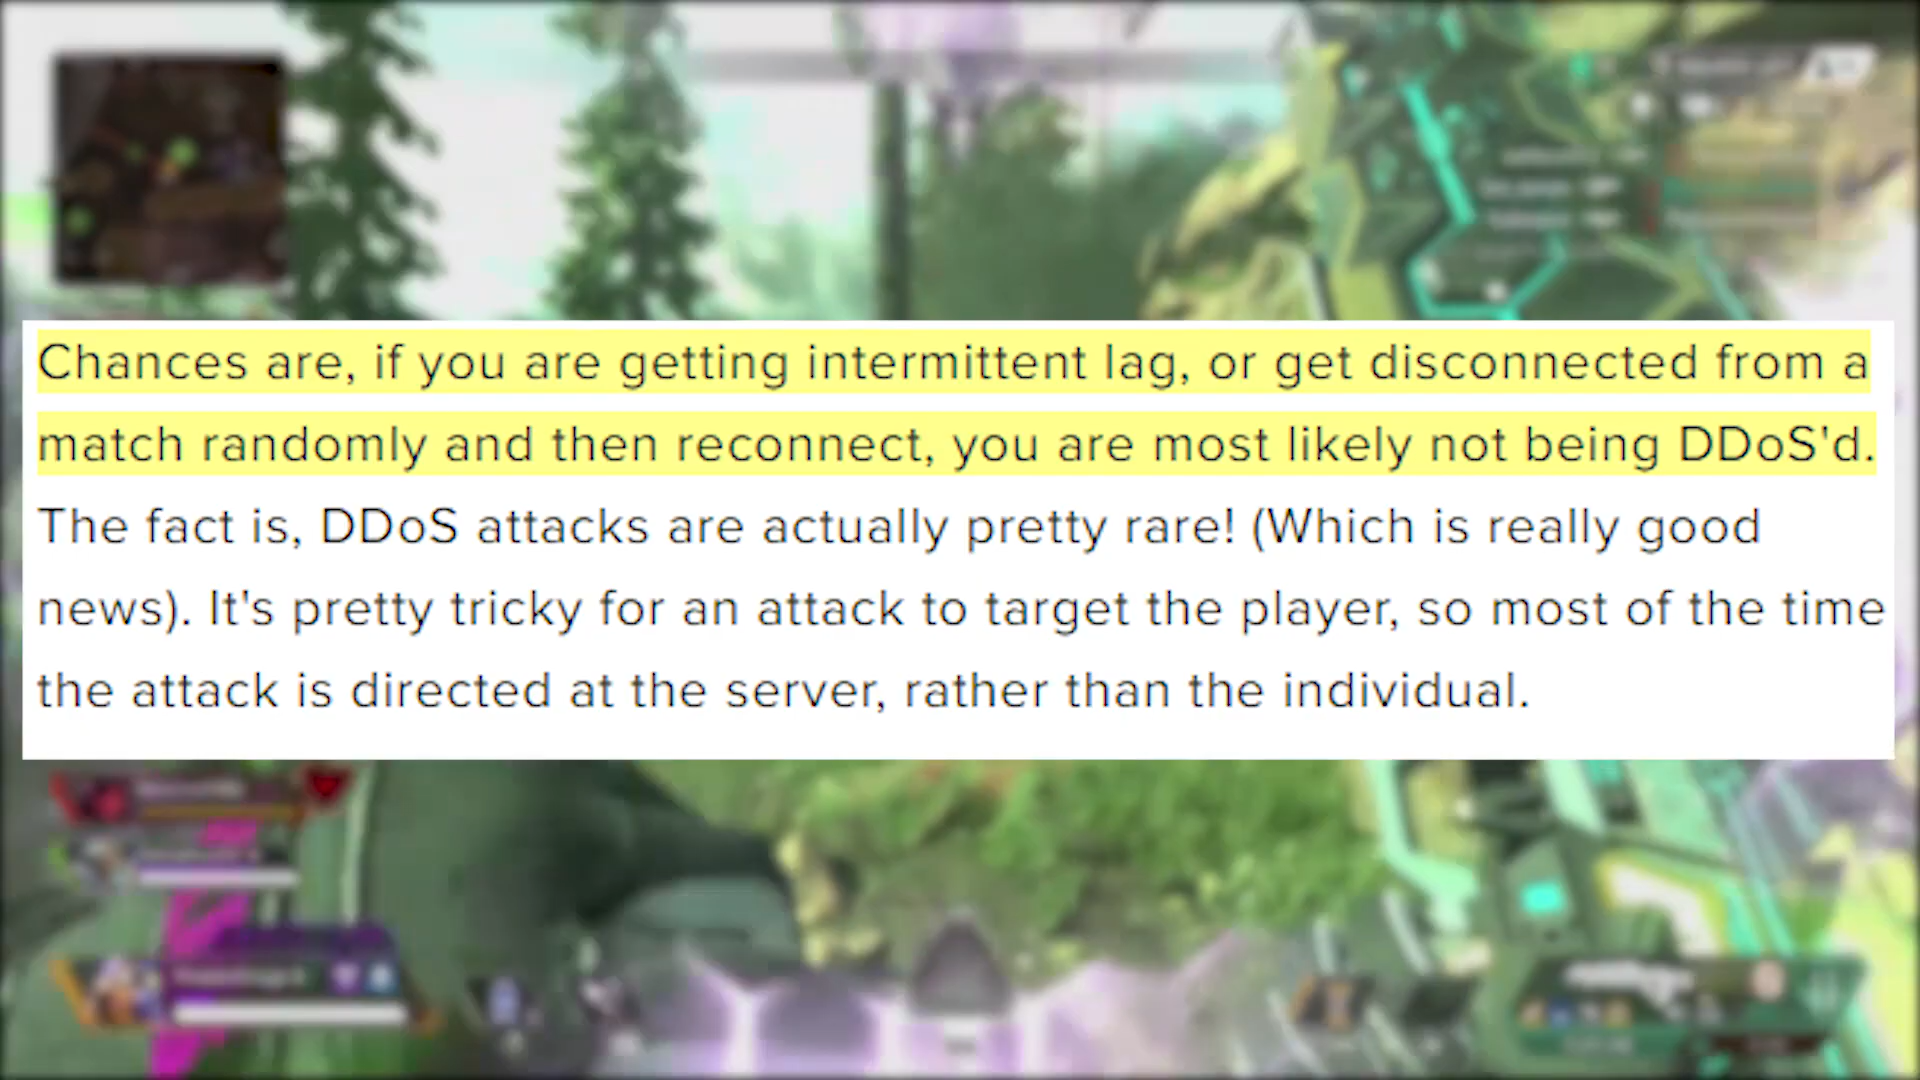 Chances are, if you are getting intermittent lag, or get disconnected from a
match randomly and then reconnect, you are most likely not being DDoS'd.
The fact is, DDoS attacks are actually pretty rare! (Which is really good
news). It's pretty tricky for an attack to target the player, so most of the time
the attack is directed at the server, rather than the individual.